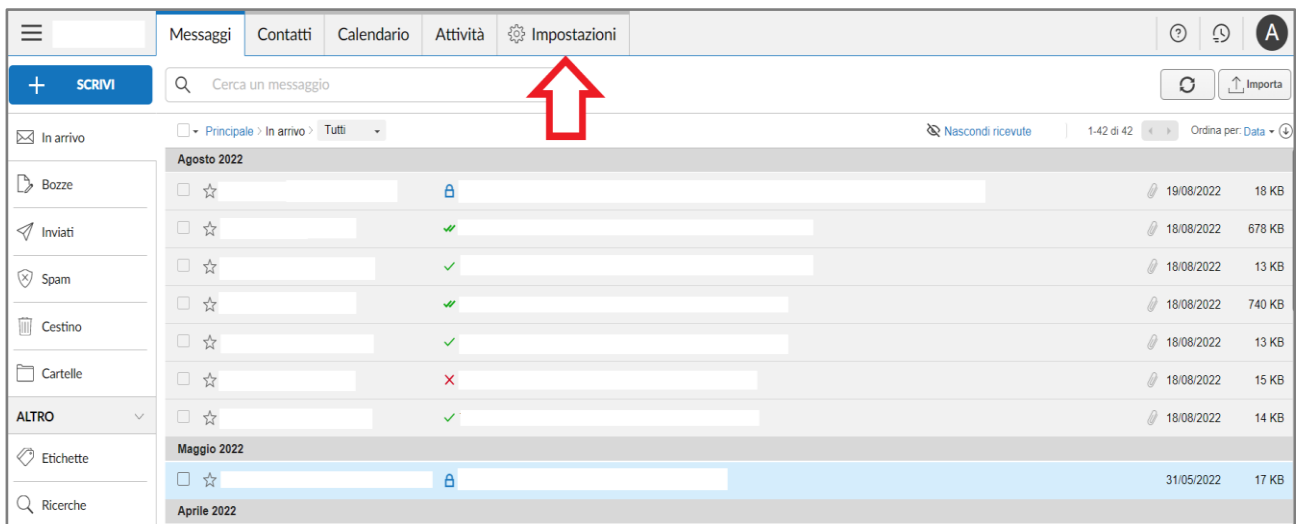 Messaggi Contatti Calendario Attività Impostazioni ? A
SCRIVI Cerca un messaggio Importa
In arrivo Principale > In arrivo > Tutti Nascondi ricevute 1-42 di 42 Ordina per: Data
Agosto 2022
Bozze 19/08/2022 18 KB
Inviati 18/08/2022 678 KB
Spam 18/08/2022 13 KB
Cestino 18/08/2022 740 KB
18/08/2022 13 KB
Cartelle 18/08/2022 15 KB
ALTRO 18/08/2022 14 KB
Maggio 2022
Etichette
31/05/2022 17 KB
Ricerche Aprile 2022